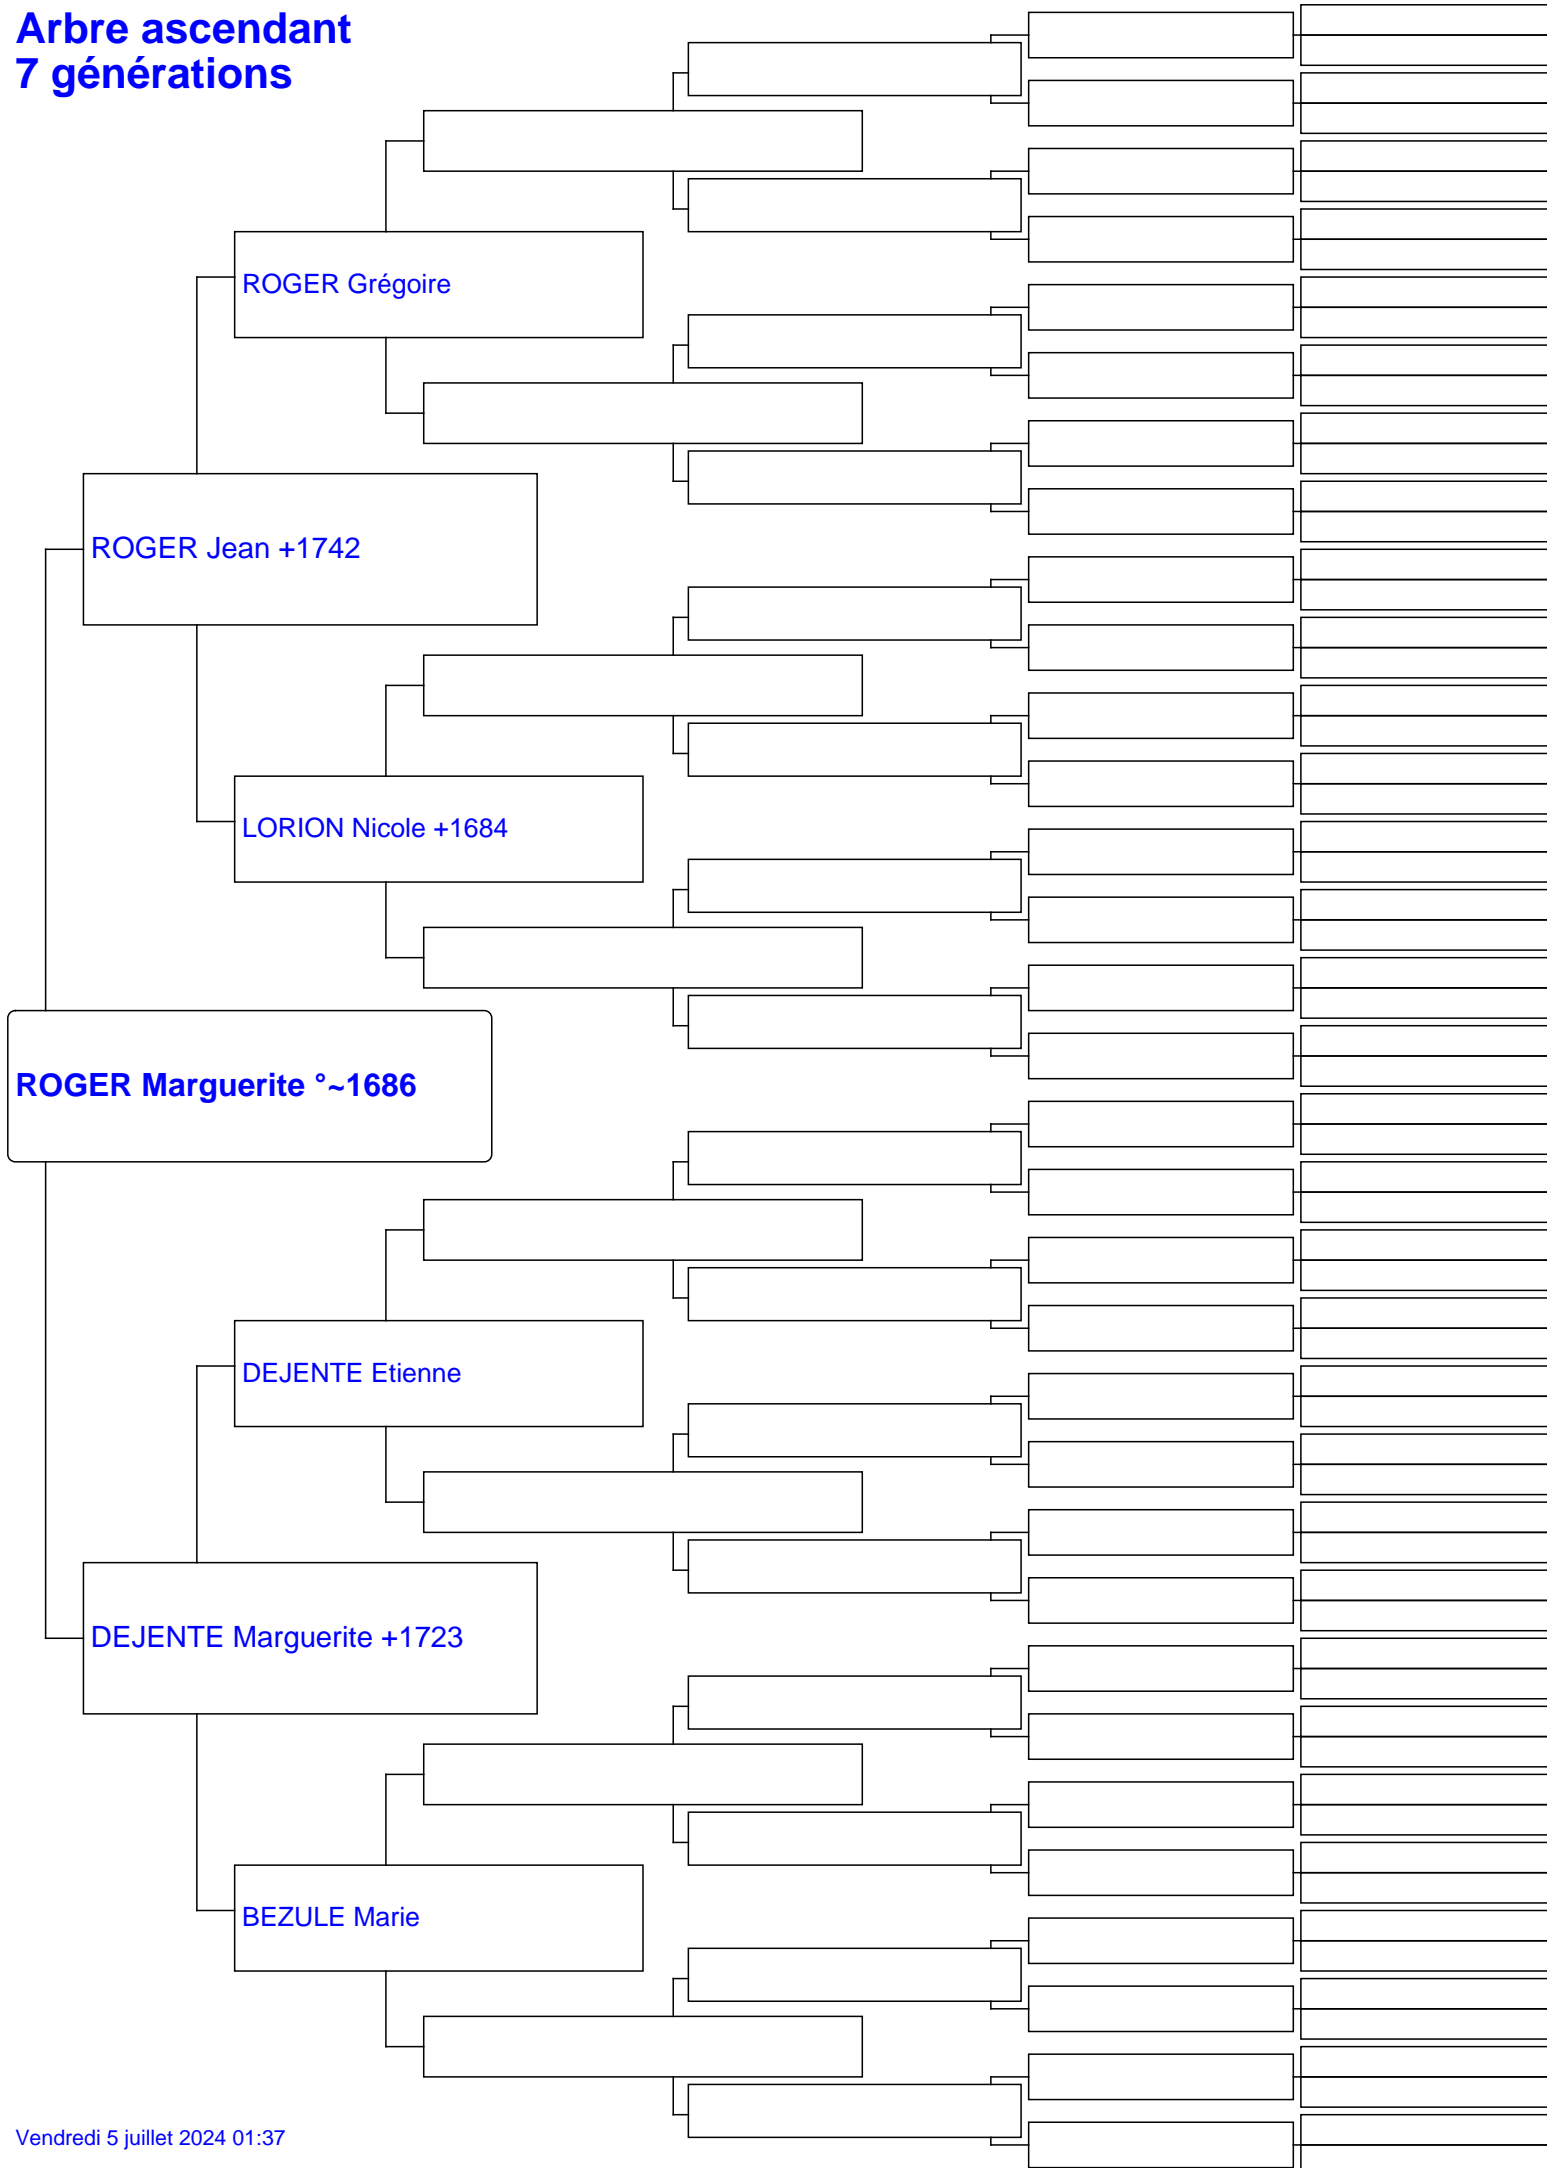 Arbre ascendant
7 générations
ROGER Grégoire
ROGER Jean +1742
LORION Nicole +1684
ROGER Marguerite °~1686
DEJENTE Etienne
DEJENTE Marguerite +1723
BEZULE Marie
Vendredi 5 juillet 2024 01:37